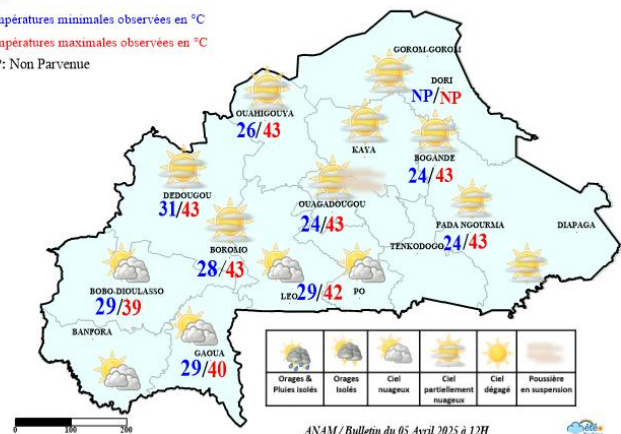 mpératures minimales observées en °C
mpératures maximales observées en °C
P: Non Parvenue
GOROM-GOROM
DORI
NP/NP
OUAHIGOUYA
26/43
KAYA
BOGANDE
24/43
DEDOUGOU
31/43
OUAGADOUGOU
24/43
FADA NGOURMA
24/43
DIAPAGA
BOROMO
28/43
TENKODOGO
BOBO-DIOULASSO
29/39
LEO
29/42
PO
BANFORA
GAOUA
29/40
Orages & Pluies isolés
Orages Isolés
Ciel nuageux
Ciel partiellement nuageux
Ciel dégagé
Poussière en suspension
0 100 200
ANAM / Bulletin du 05 Avril 2025 à 12H